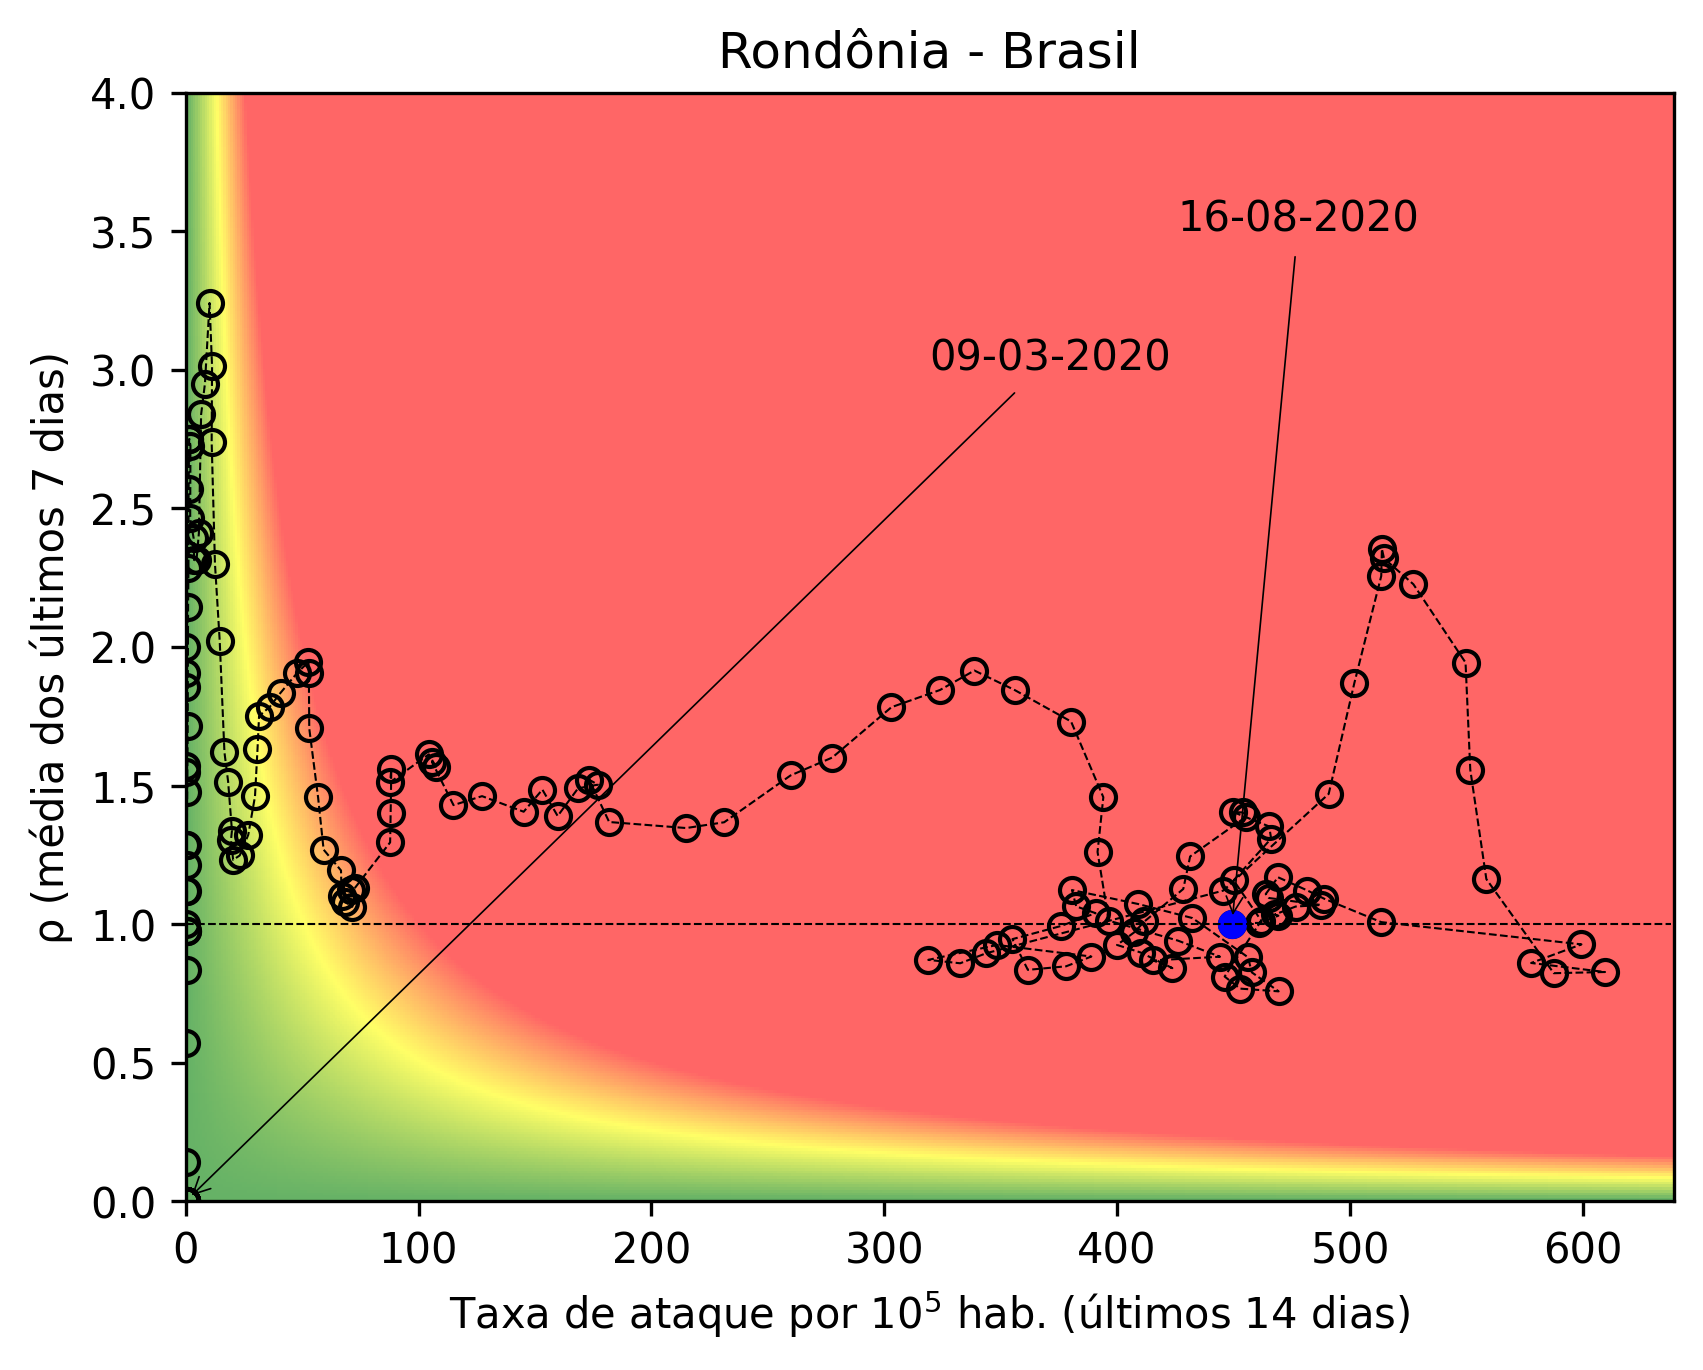 Rondônia - Brasil
4.0
3.5
3.0
2.5
2.0
1.5
1.0
0.5
0.0
ρ (média dos últimos 7 dias)
16-08-2020
09-03-2020
0 100 200 300 400 500 600
Taxa de ataque por 10⁵ hab. (últimos 14 dias)